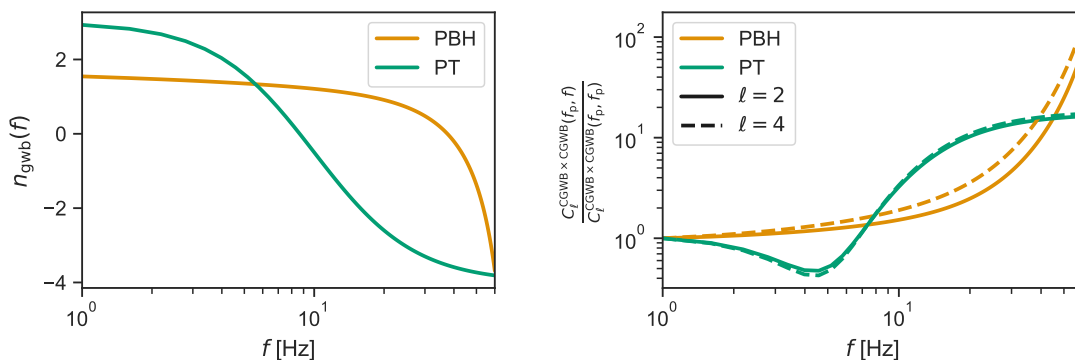 2
0
−2
−4
n_gwb(f)
10^0
10^1
f [Hz]
PBH
PT
10^2
10^1
10^0
C_ℓ^{CGWB × CGWB}(f_p, f)
C_ℓ^{CGWB × CGWB}(f_p, f_p)
10^0
10^1
f [Hz]
PBH
PT
ℓ = 2
ℓ = 4